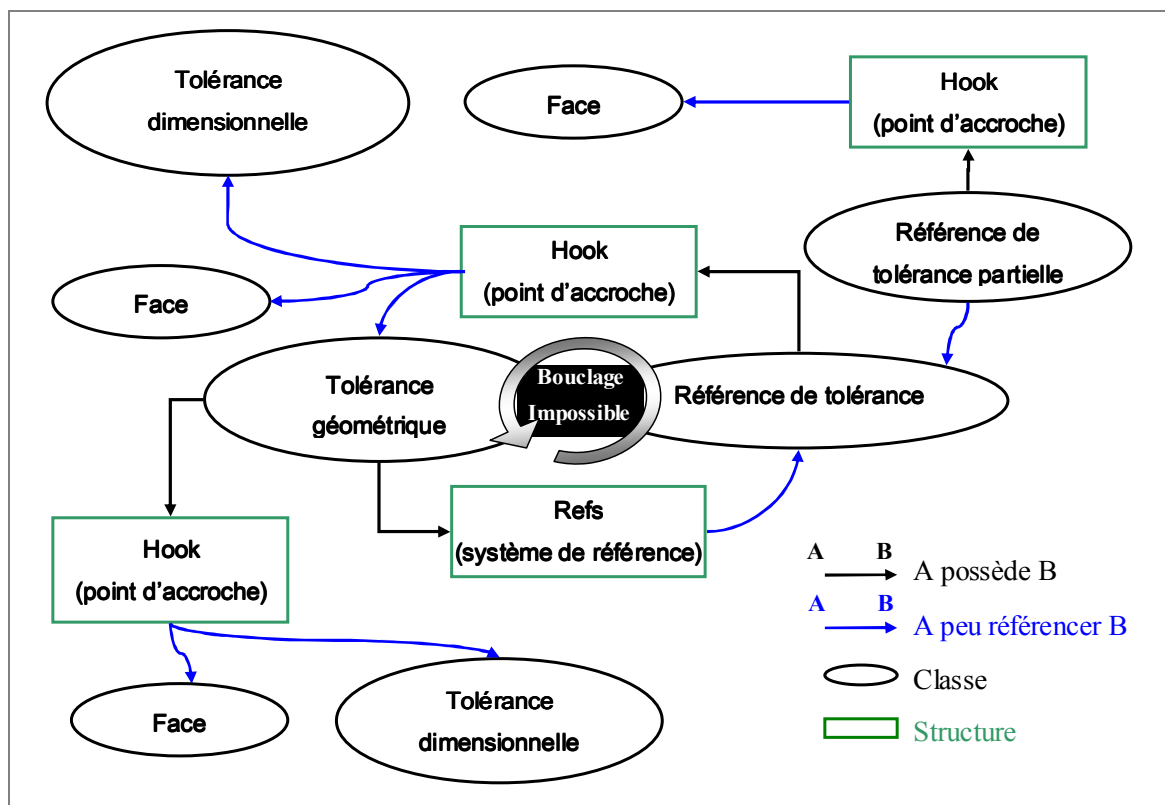 Tolérance
dimensionnelle
Face
Hook
(point d'accroche)
Référence de
tolérance partielle
Hook
(point d'accroche)
Face
Tolérance
géométrique
Bouclage
Impossible
Référence de tolérance
Refs
(système de référence)
Hook
(point d'accroche)
Face
Tolérance
dimensionnelle
A B
A possède B
A B
A peu référencer B
Classe
Structure